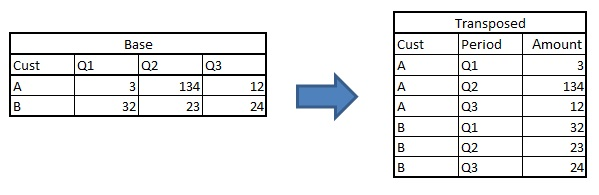 Base
Cust Q1 Q2 Q3
A 3 134 12
B 32 23 24
Transposed
Cust Period Amount
A Q1 3
A Q2 134
A Q3 12
B Q1 32
B Q2 23
B Q3 24